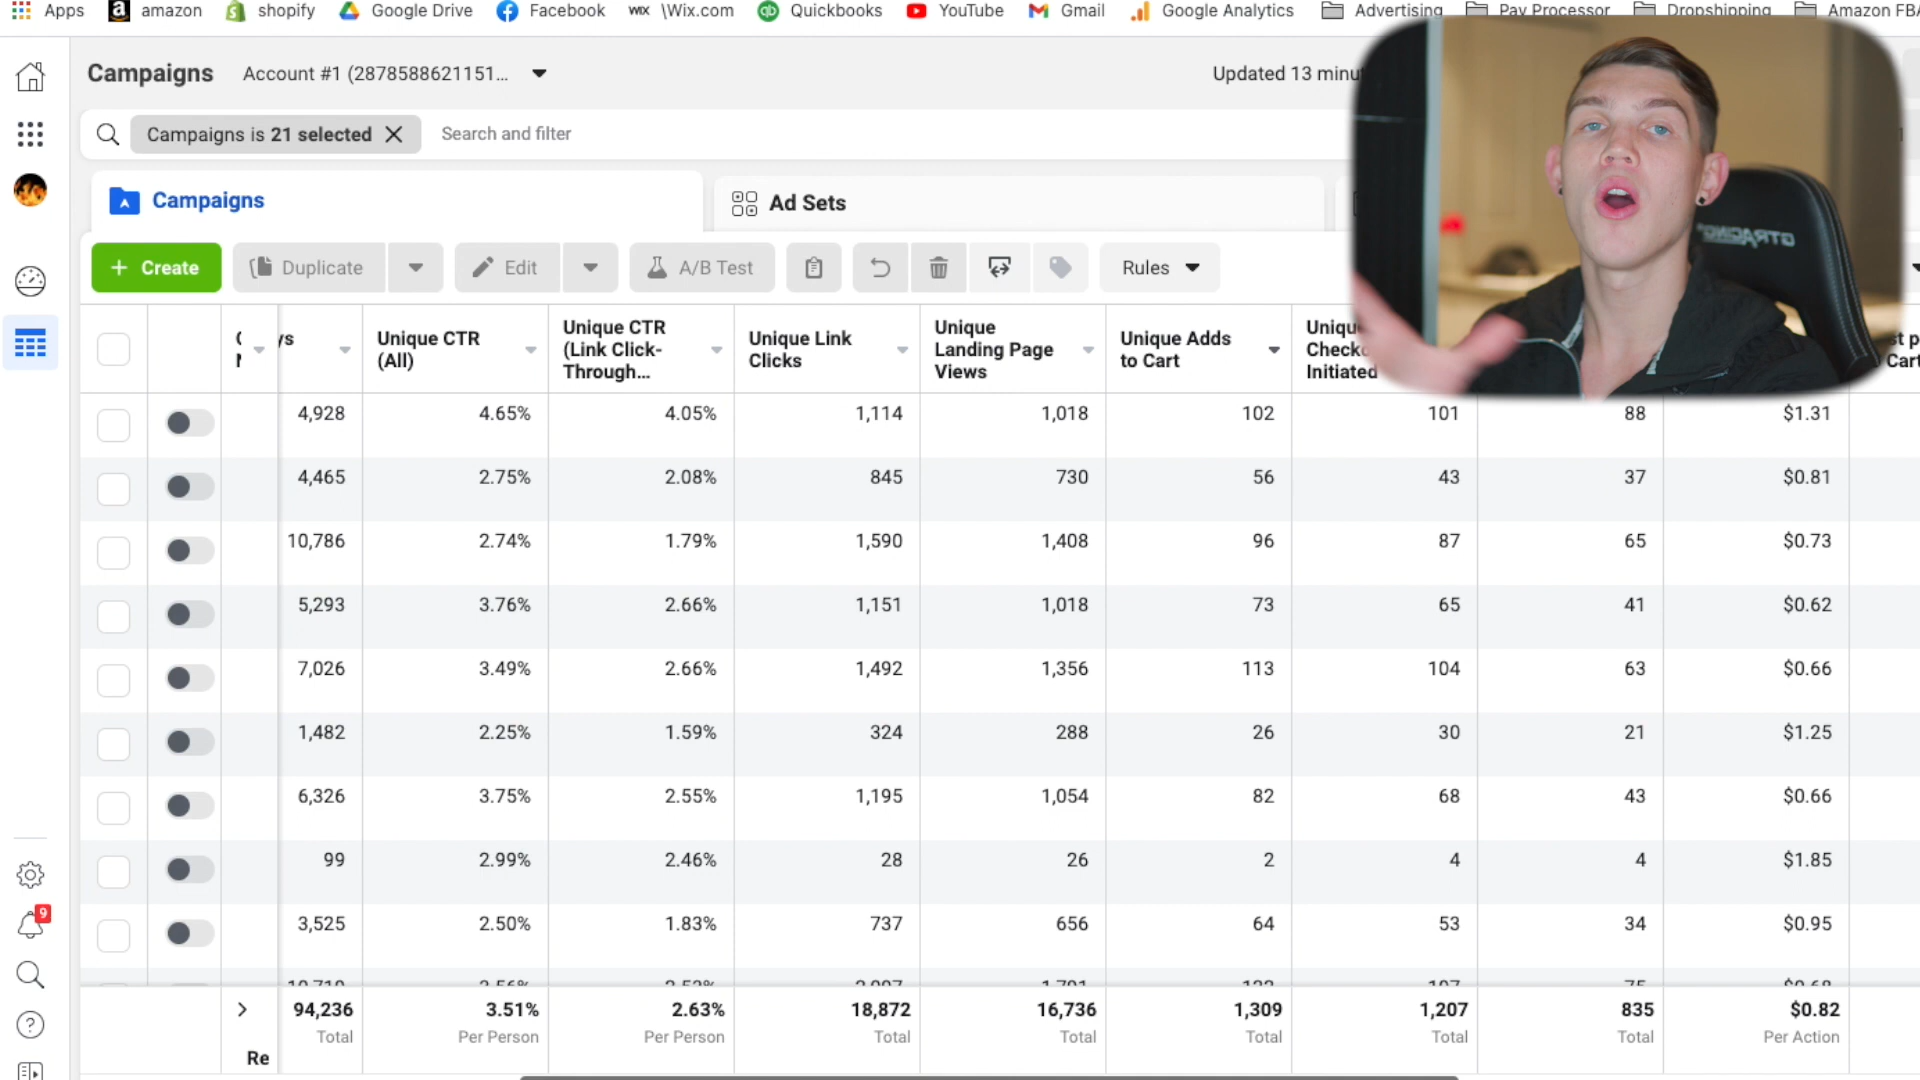 Apps amazon shopify Google Drive Facebook WIX \Wix.com Quickbooks YouTube Gmail Google Analytics Advertising Pay Processor Dropshipping Amazon FBA
Campaigns Account #1 (2878588621151... Updated 13 minu
Campaigns is 21 selected Search and filter
Campaigns Ad Sets
+ Create Duplicate Edit A/B Test Rules
ys Unique CTR (All) Unique CTR (Link Click-Through... Unique Link Clicks Unique Landing Page Views Unique Adds to Cart Initiated
4,928 4.65% 4.05% 1,114 1,018 102 101 88 $1.31
4,465 2.75% 2.08% 845 730 56 43 37 $0.81
10,786 2.74% 1.79% 1,590 1,408 96 87 65 $0.73
5,293 3.76% 2.66% 1,151 1,018 73 65 41 $0.62
7,026 3.49% 2.66% 1,492 1,356 113 104 63 $0.66
1,482 2.25% 1.59% 324 288 26 30 21 $1.25
6,326 3.75% 2.55% 1,195 1,054 82 68 43 $0.66
99 2.99% 2.46% 28 26 2 4 4 $1.85
3,525 2.50% 1.83% 737 656 64 53 34 $0.95
9
94,236 3.51% 2.63% 18,872 16,736 1,309 1,207 835 $0.82
Total Per Person Per Person Total Total Total Total Total Per Action
Re
GTRACING